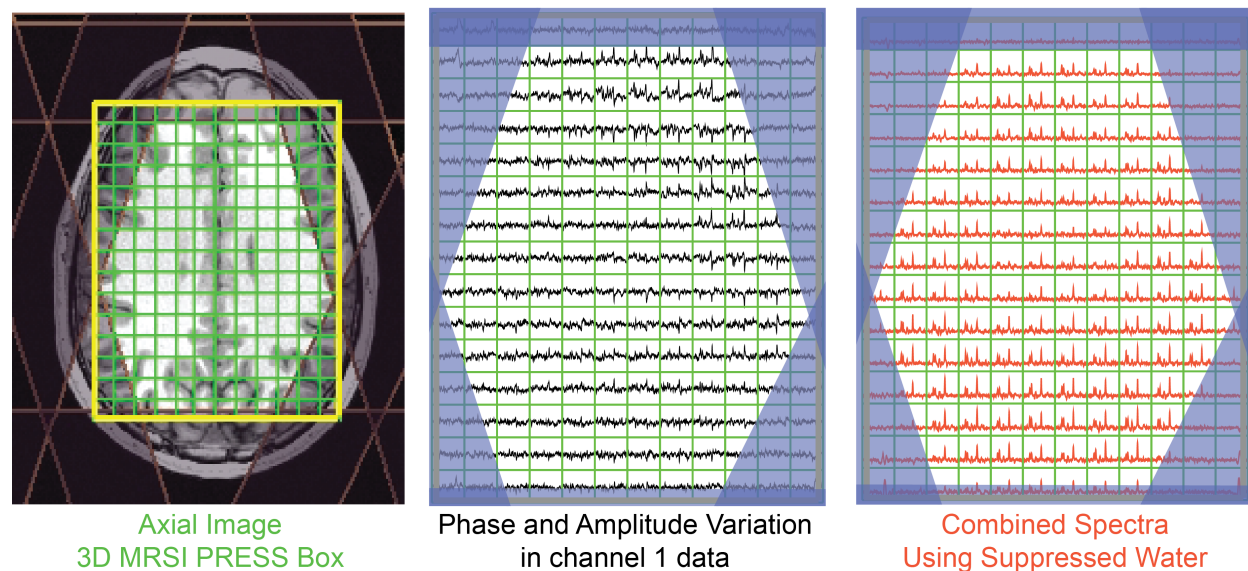 Axial Image
3D MRSI PRESS Box
Phase and Amplitude Variation
in channel 1 data
Combined Spectra
Using Suppressed Water